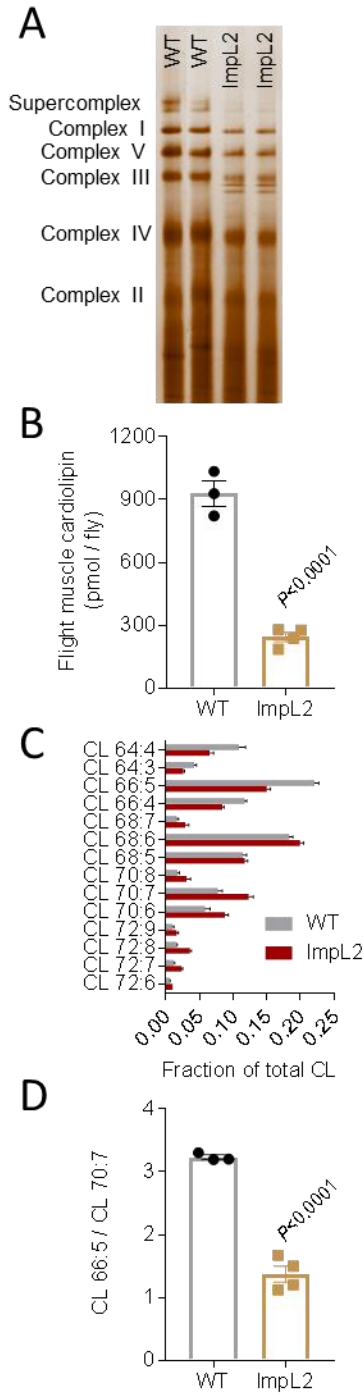 A
WT
WT
ImpL2
ImpL2
Supercomplex
Complex I
Complex V
Complex III
Complex IV
Complex II
B
Flight muscle cardiolipin
(pmol / fly)
1200
900
600
300
0
P<0.0001
WT
ImpL2
C
CL 64:4
CL 64:3
CL 66:5
CL 66:4
CL 68:7
CL 68:6
CL 68:5
CL 70:8
CL 70:7
CL 70:6
CL 72:9
CL 72:8
CL 72:7
CL 72:6
WT
ImpL2
0.00
0.05
0.10
0.15
0.20
0.25
Fraction of total CL
D
CL 66:5 / CL 70:7
4
3
2
1
0
P<0.0001
WT
ImpL2